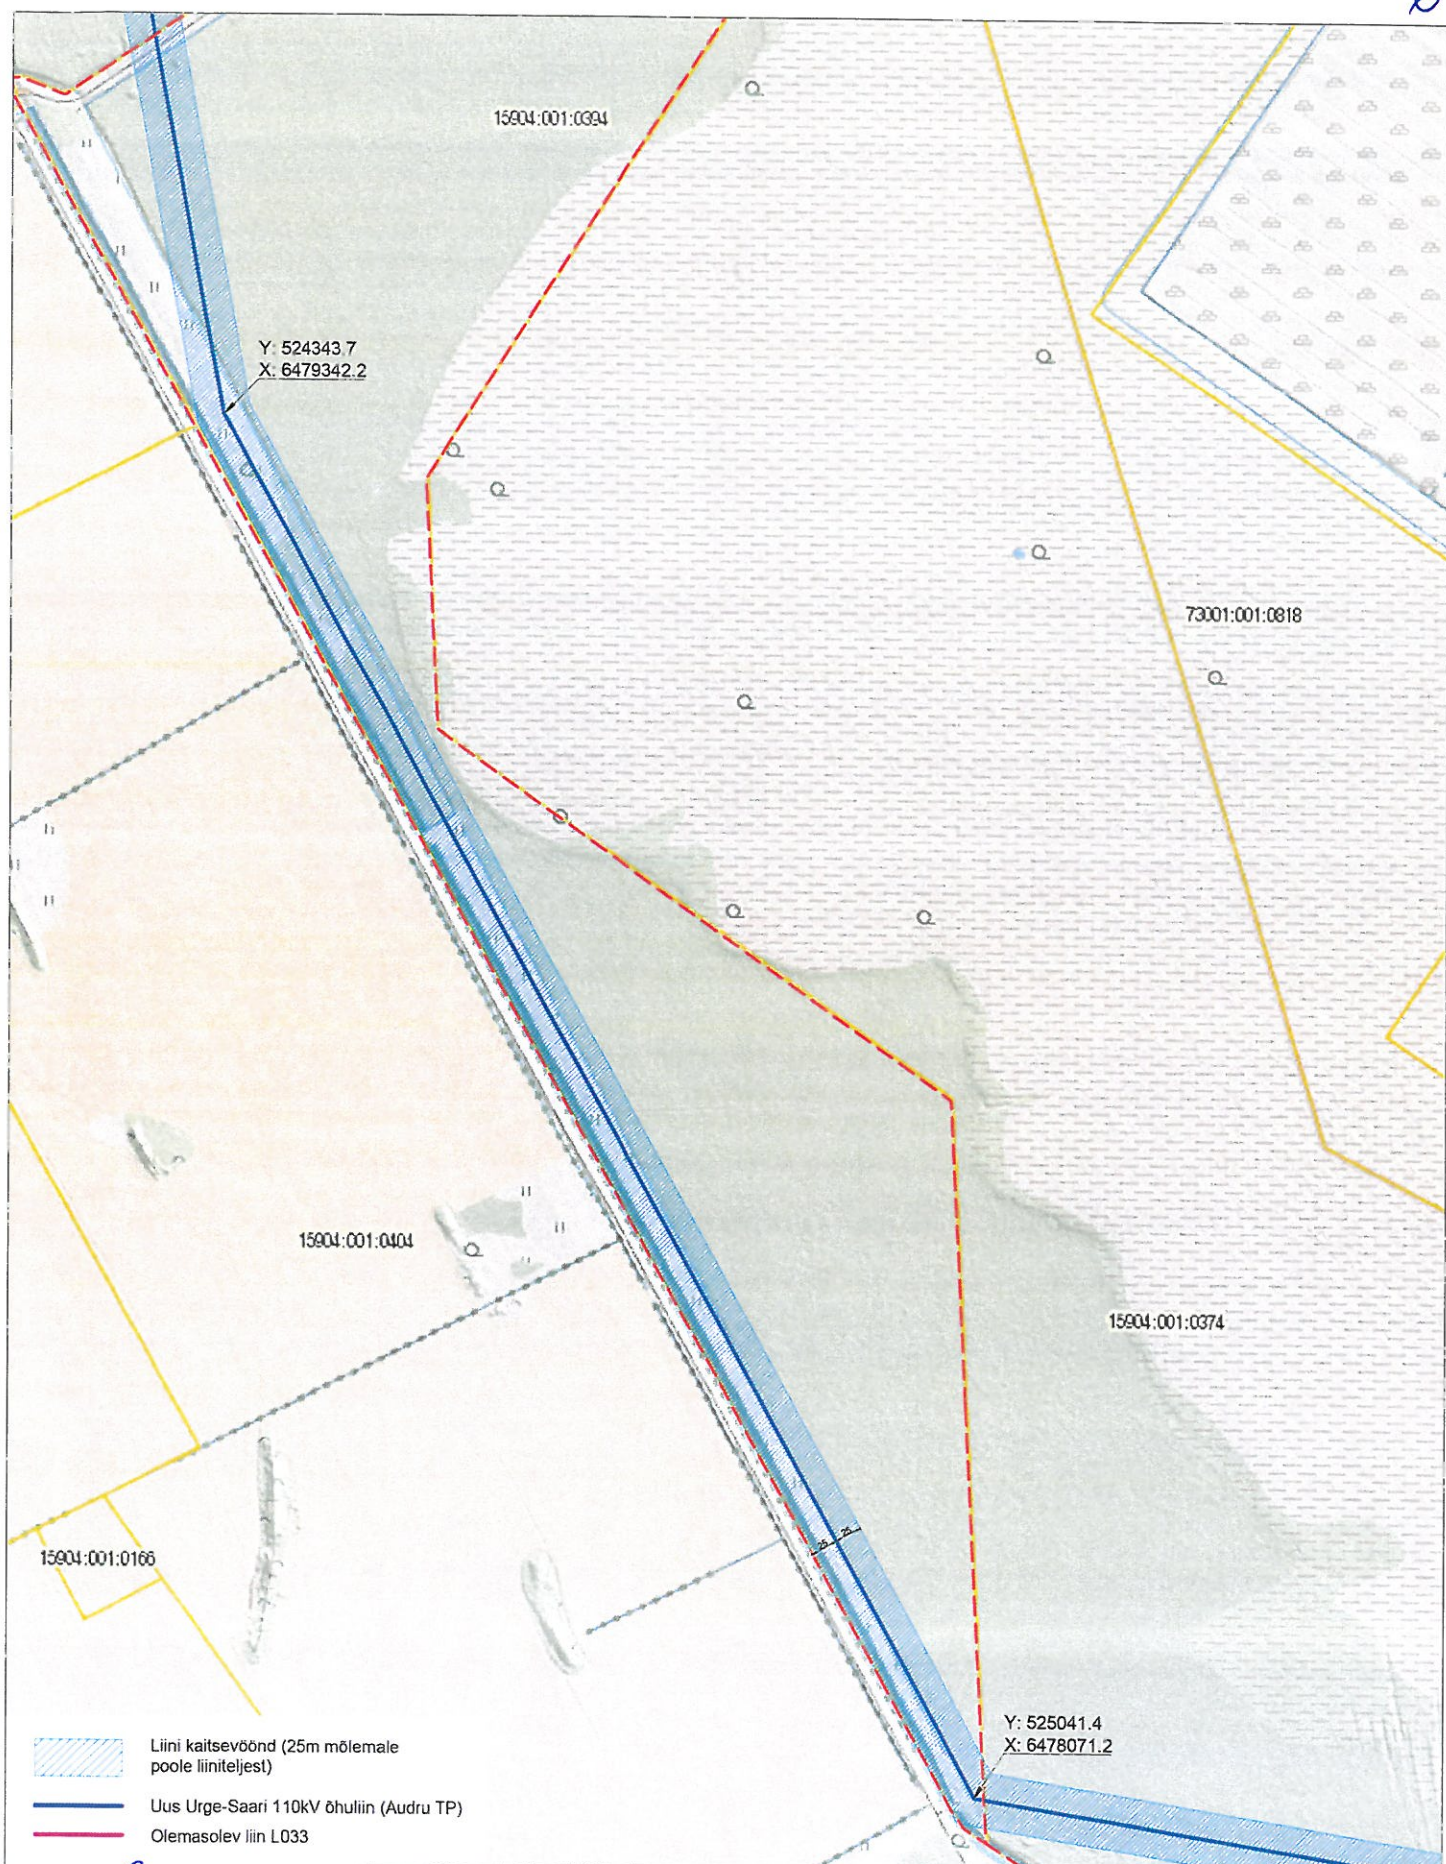 15904:001:0394
Y: 524343.7
X: 6479342.2
73001:001:0818
15904:001:0404
15904:001:0374
25 25
15904:001:0166
Y: 525041.4
X: 6478071.2
Liini kaitsevöönd (25m mõlemale
poole liiniteljest)
Uus Urge-Saari 110kV õhuliin (Audru TP)
Olemasolev liin L033